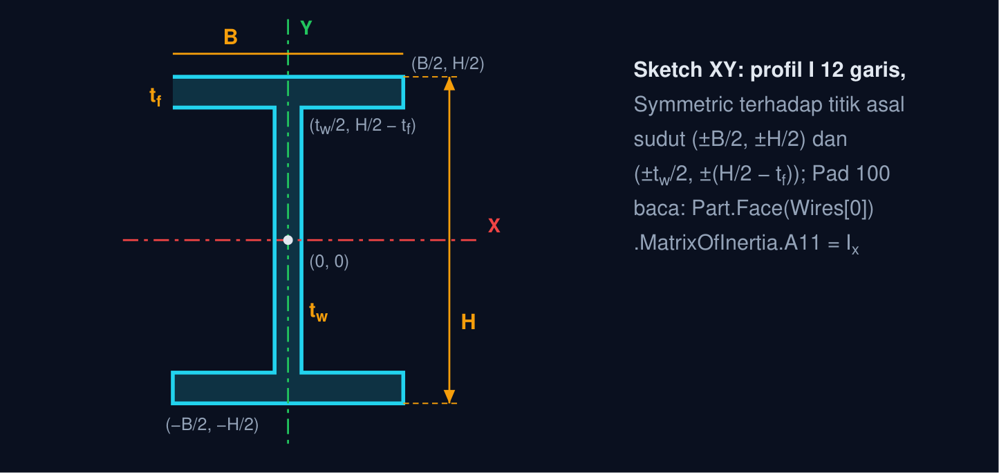 Y
B
(B/2, H/2)
t_f
(t_w/2, H/2 − t_f)
X
(0, 0)
t_w
H
(−B/2, −H/2)
Sketch XY: profil I 12 garis,
Symmetric terhadap titik asal
sudut (±B/2, ±H/2) dan
(±t_w/2, ±(H/2 − t_f)); Pad 100
baca: Part.Face(Wires[0])
.MatrixOfInertia.A11 = I_x